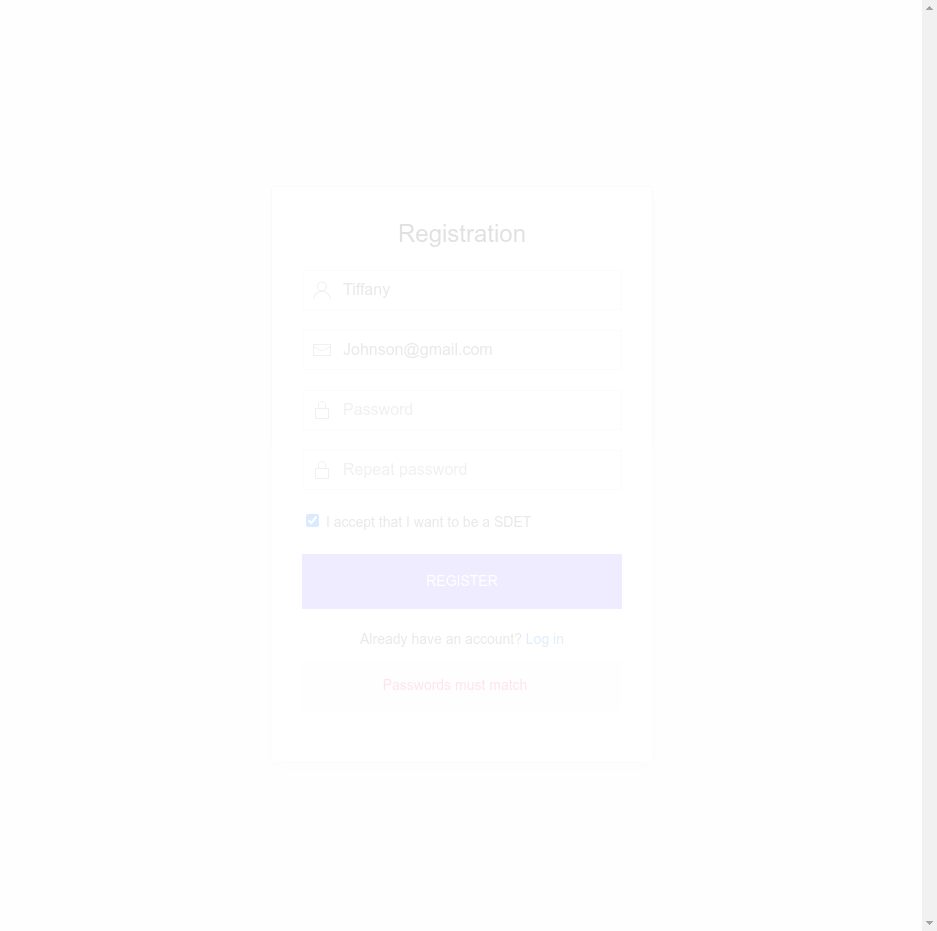 Registration
Tiffany
Johnson@gmail.com
Password
Repeat password
I accept that I want to be a SDET
REGISTER
Already have an account? Log in
Passwords must match